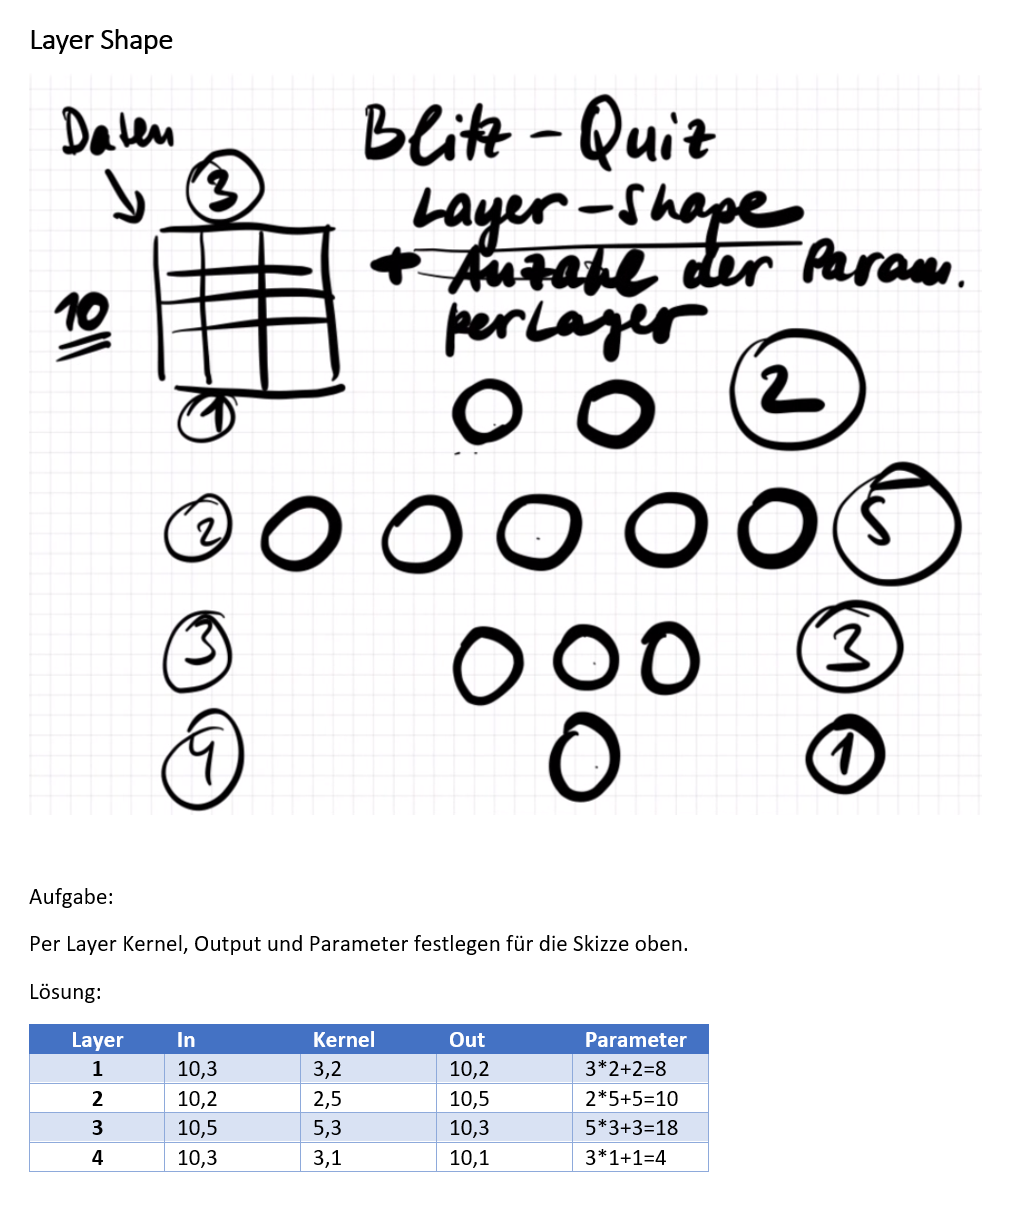 Layer Shape
Daten
Blitz - Quiz
3
Layer - Shape
+ Anzahl der Param.
10
per Layer
1
2
2
5
3
3
4
1
Aufgabe:
Per Layer Kernel, Output und Parameter festlegen für die Skizze oben.
Lösung:
Layer In Kernel Out Parameter
1 10,3 3,2 10,2 3*2+2=8
2 10,2 2,5 10,5 2*5+5=10
3 10,5 5,3 10,3 5*3+3=18
4 10,3 3,1 10,1 3*1+1=4